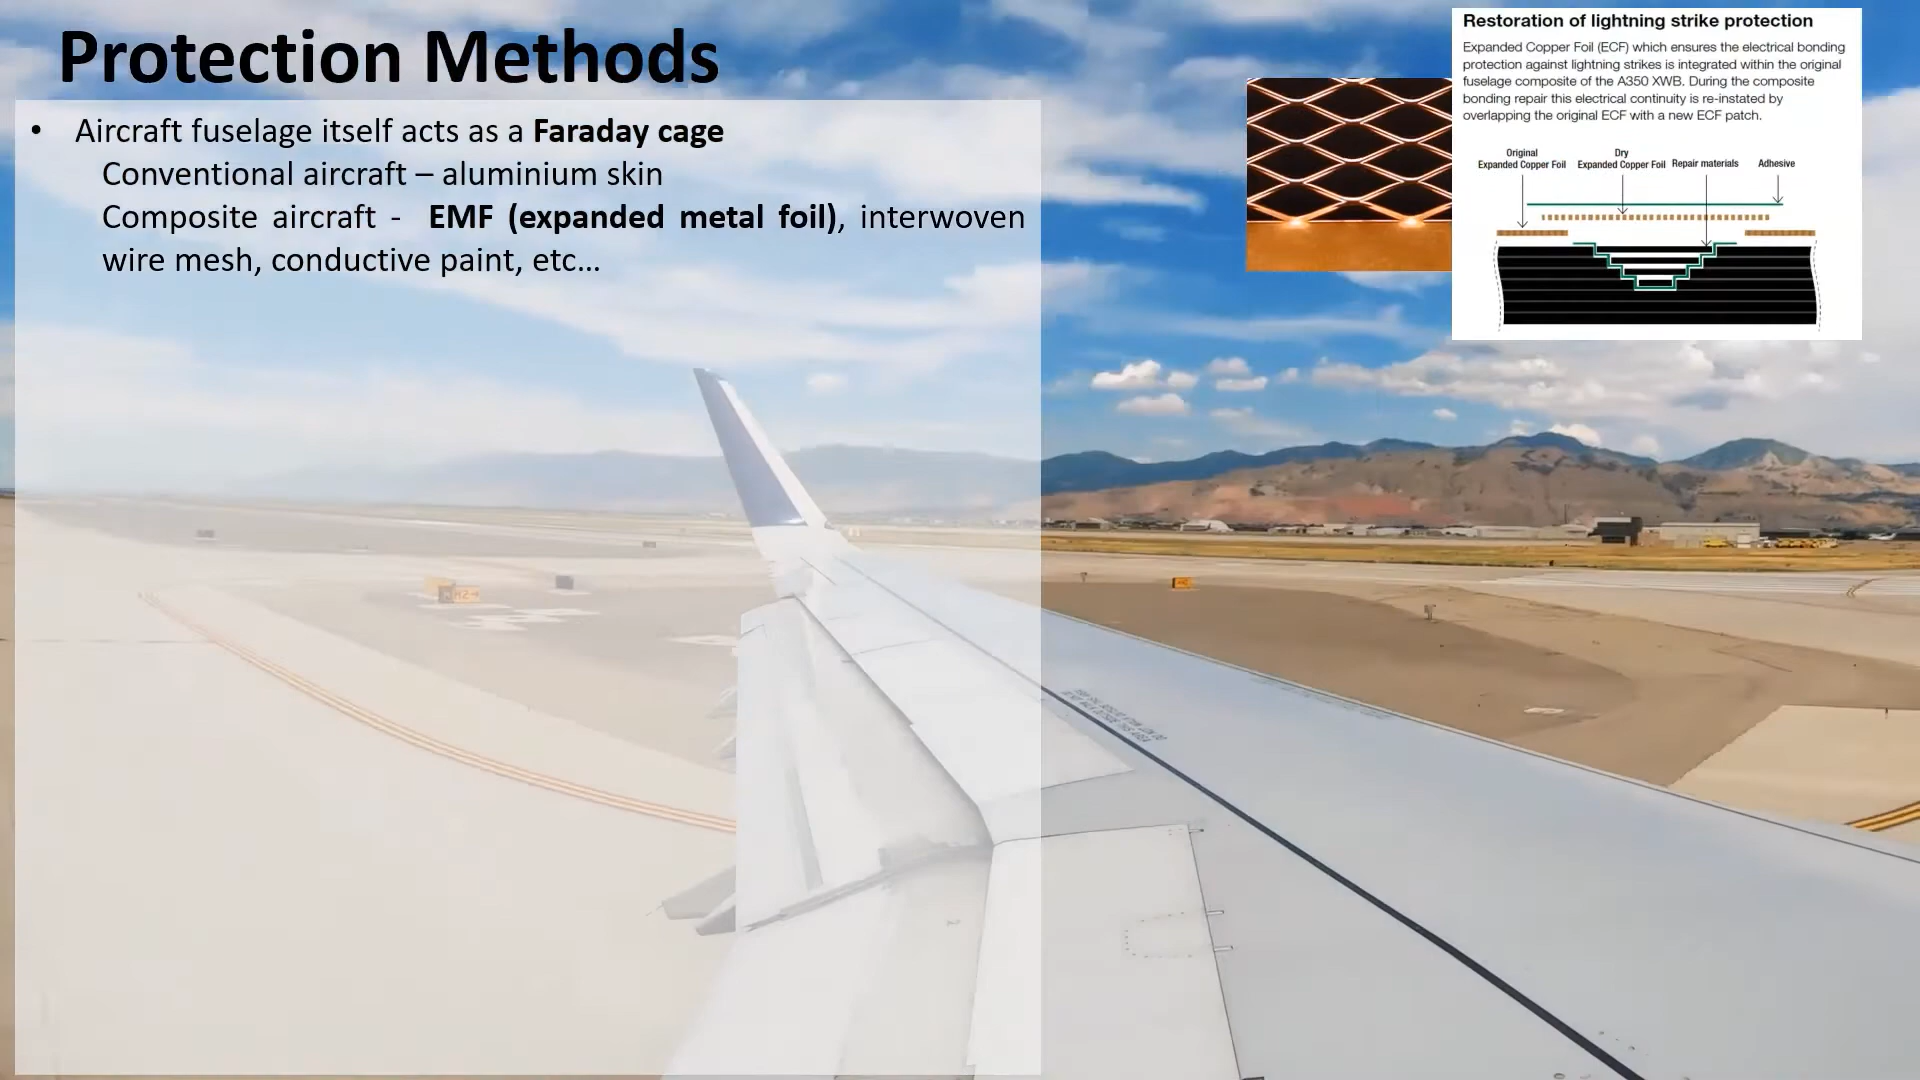 Protection Methods
• Aircraft fuselage itself acts as a Faraday cage
Conventional aircraft – aluminium skin
Composite aircraft - EMF (expanded metal foil), interwoven
wire mesh, conductive paint, etc...
Restoration of lightning strike protection
Expanded Copper Foil (ECF) which ensures the electrical bonding
protection against lightning strikes is integrated within the original
fuselage composite of the A350 XWB. During the composite
bonding repair this electrical continuity is re-instated by
overlapping the original ECF with a new ECF patch.
Original
Expanded Copper Foil
Dry
Expanded Copper Foil
Repair materials
Adhesive